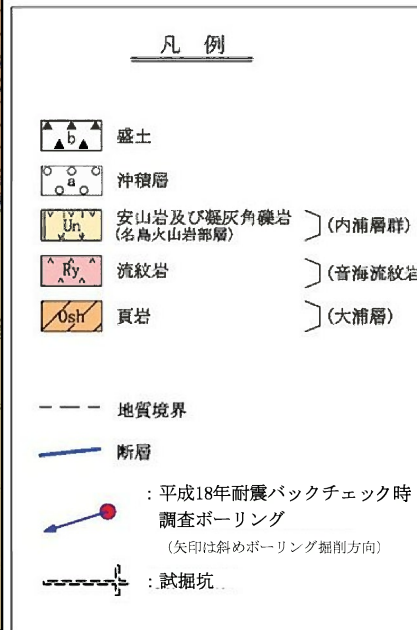 凡 例
b 盛土
a 沖積層
Un 安山岩及び凝灰角礫岩 (内浦層群)
(名島火山岩部層)
Ry 流紋岩 (音海流紋岩
Osh 頁岩 (大浦層)
地質境界
断層
：平成18年耐震バックチェック時
調査ボーリング
(矢印は斜めボーリング掘削方向)
：試掘坑